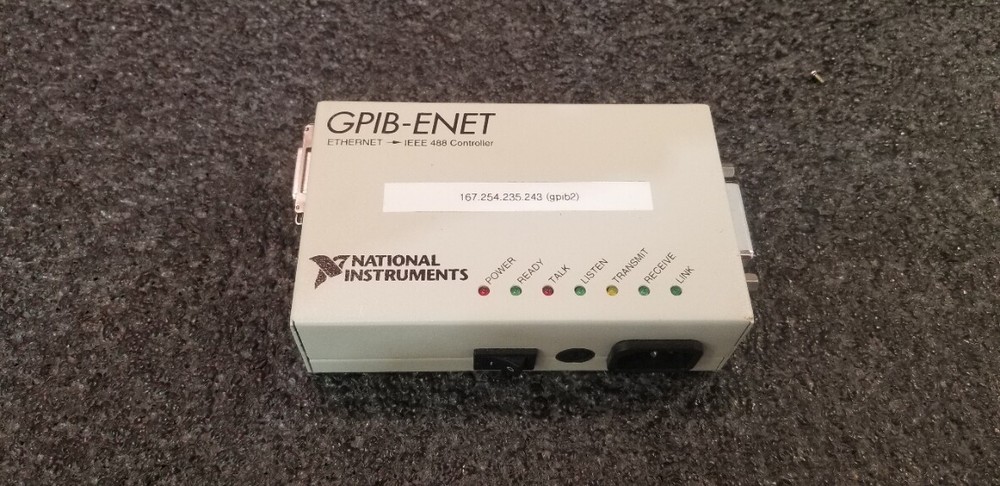 GPIB-ENET
ETHERNET → IEEE 488 Controller
167.254.235.243 (gpib2)
NATIONAL
INSTRUMENTS
POWER
READY
TALK
LISTEN
TRANSMIT
RECEIVE
LINK